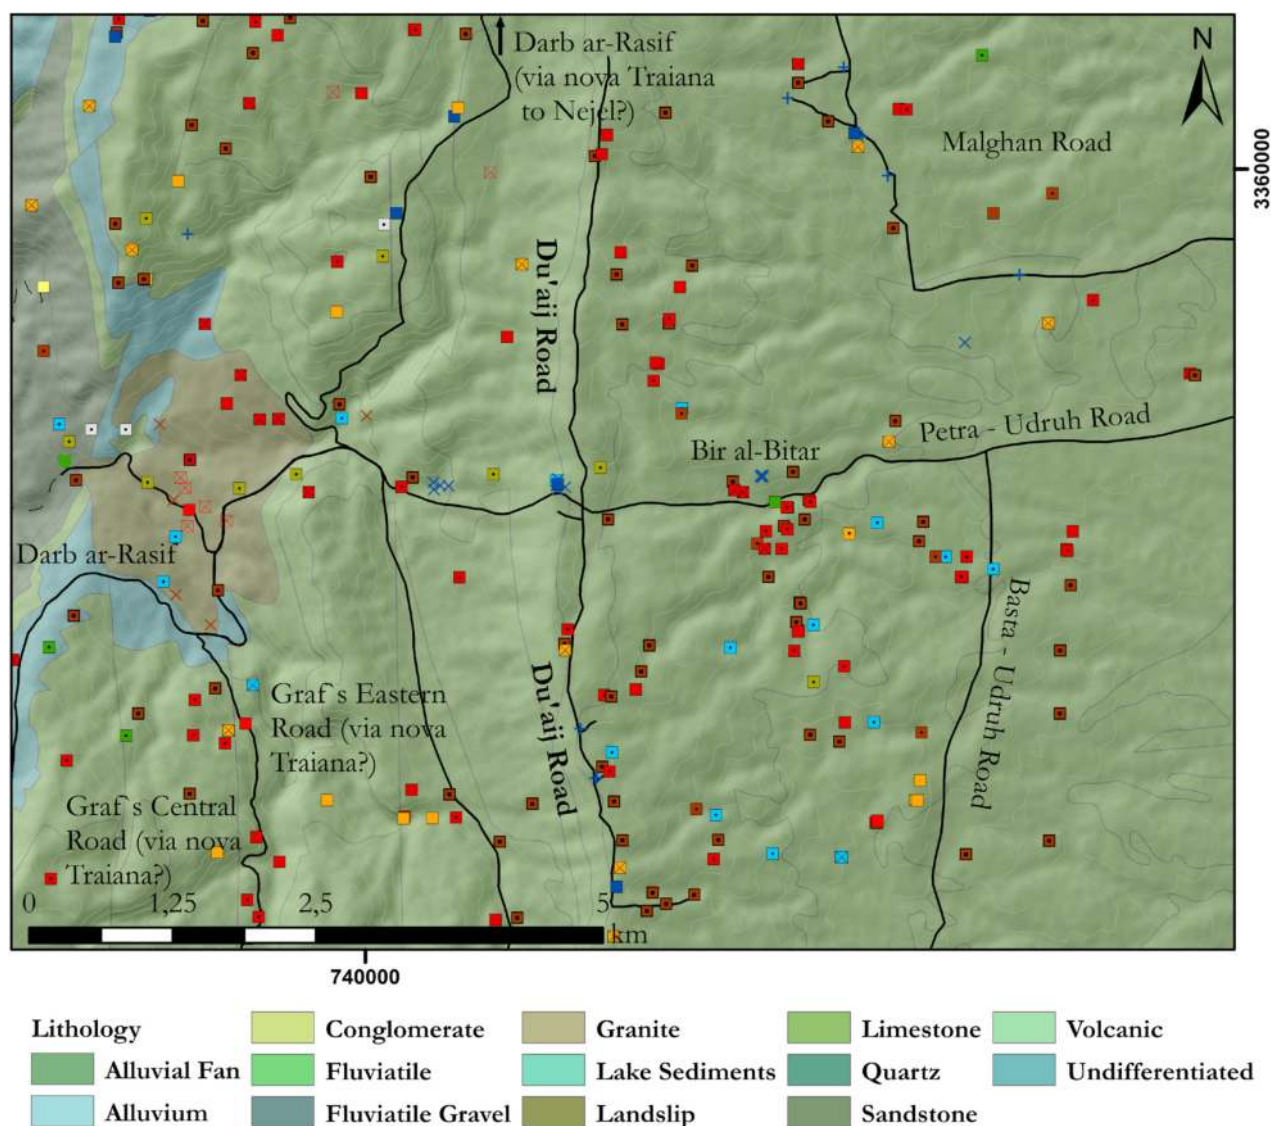 Darb ar-Rasif
(via nova Traiana
to Nejel?)
N
Malghan Road
3360000
Du'aij Road
Bir al-Bitar
Petra - Udruh Road
Darb ar-Rasif
Basta - Udruh Road
Graf`s Eastern
Road (via nova
Traiana?)
Du'aij Road
Graf`s Central
Road (via nova
Traiana?)
0 1,25 2,5 5
km
740000
Lithology
Alluvial Fan
Alluvium
Conglomerate
Fluviatile
Fluviatile Gravel
Granite
Lake Sediments
Landslip
Limestone
Quartz
Sandstone
Volcanic
Undifferentiated